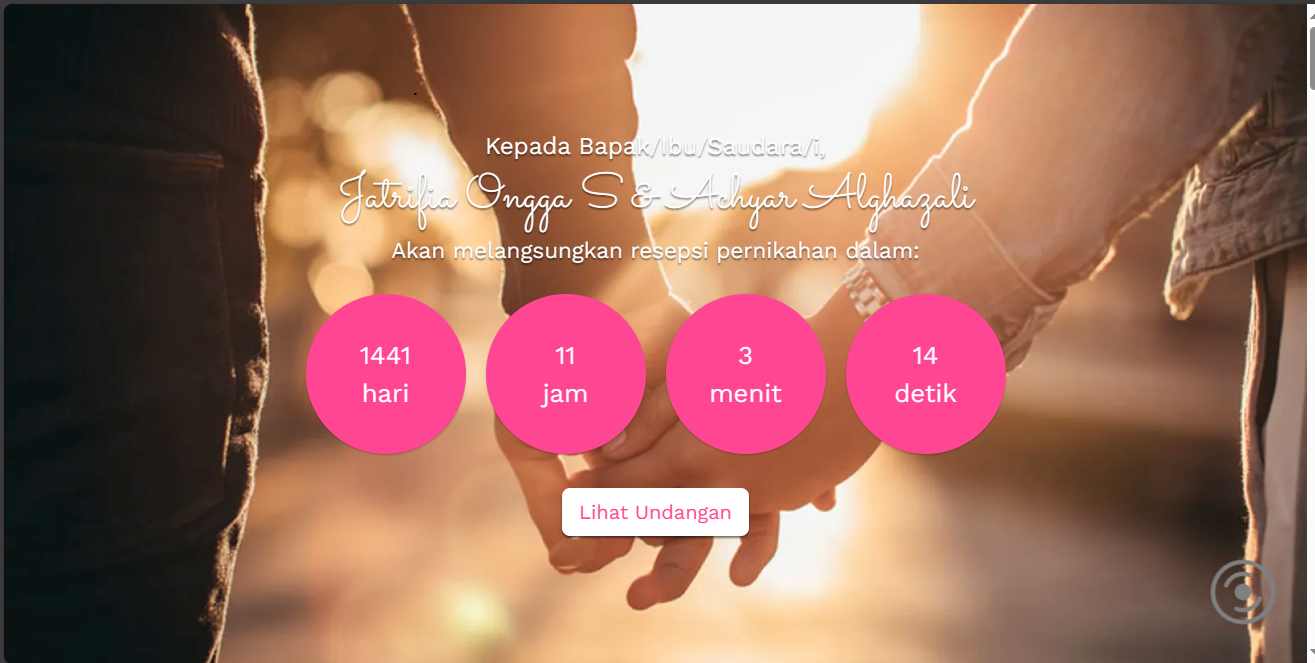 Kepada Bapak/Ibu/Saudara/i,
Jatrifia Ongga S & Achyar Alghazali
Akan melangsungkan resepsi pernikahan dalam:
1441 11 3 14
hari jam menit detik
Lihat Undangan